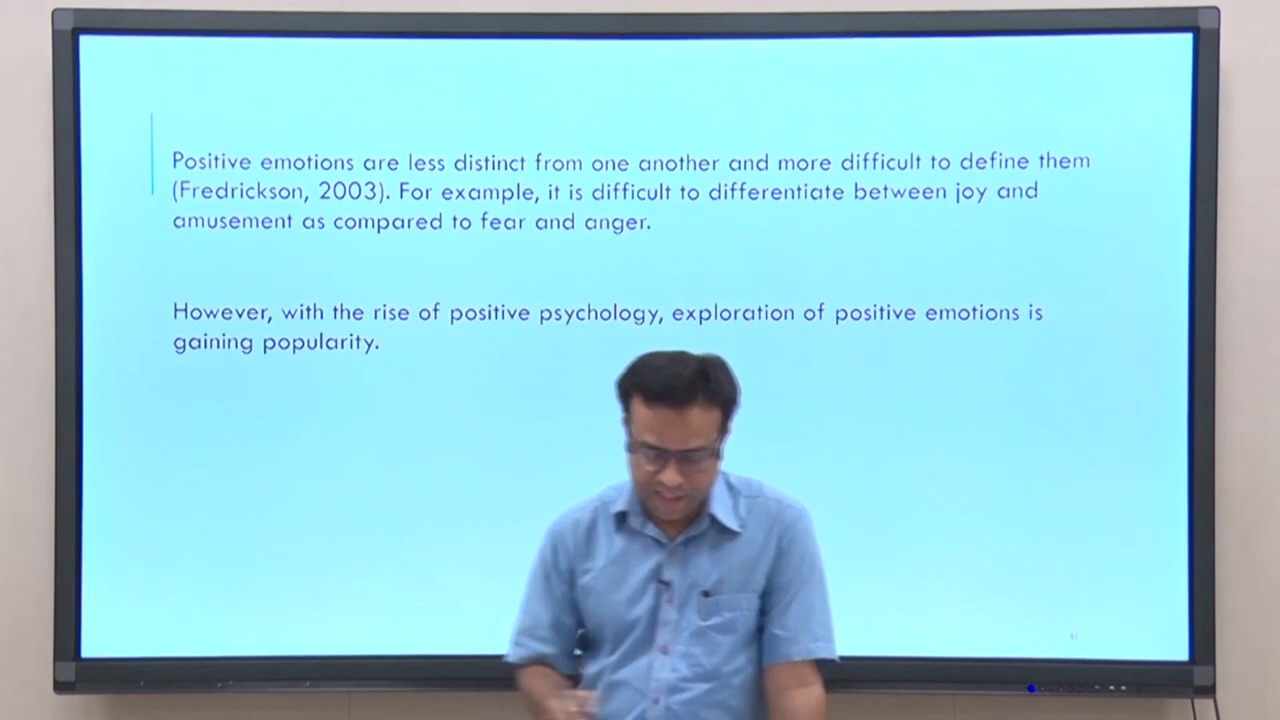 Positive emotions are less distinct from one another and more difficult to define them
(Fredrickson, 2003). For example, it is difficult to differentiate between joy and
amusement as compared to fear and anger.
However, with the rise of positive psychology, exploration of positive emotions is
gaining popularity.